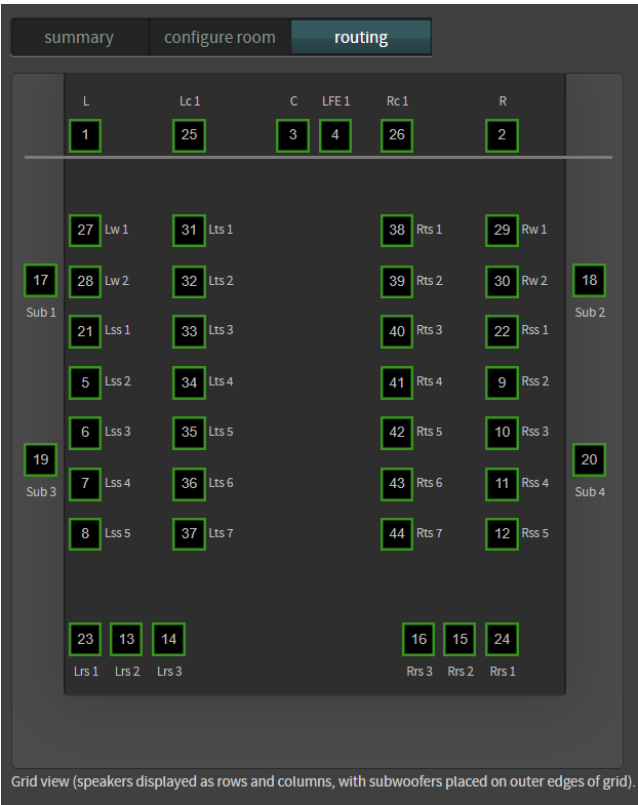 summary configure room routing
L Lc 1 C LFE 1 Rc 1 R
1 25 3 4 26 2
27 Lw 1 31 Lts 1 38 Rts 1 29 Rw 1
17 28 Lw 2 32 Lts 2 39 Rts 2 30 Rw 2 18
Sub 1 Sub 2
21 Lss 1 33 Lts 3 40 Rts 3 22 Rss 1
5 Lss 2 34 Lts 4 41 Rts 4 9 Rss 2
6 Lss 3 35 Lts 5 42 Rts 5 10 Rss 3
19 20
7 Lss 4 36 Lts 6 43 Rts 6 11 Rss 4
Sub 3 Sub 4
8 Lss 5 37 Lts 7 44 Rts 7 12 Rss 5
23 13 14 16 15 24
Lrs 1 Lrs 2 Lrs 3 Rrs 3 Rrs 2 Rrs 1
Grid view (speakers displayed as rows and columns, with subwoofers placed on outer edges of grid).